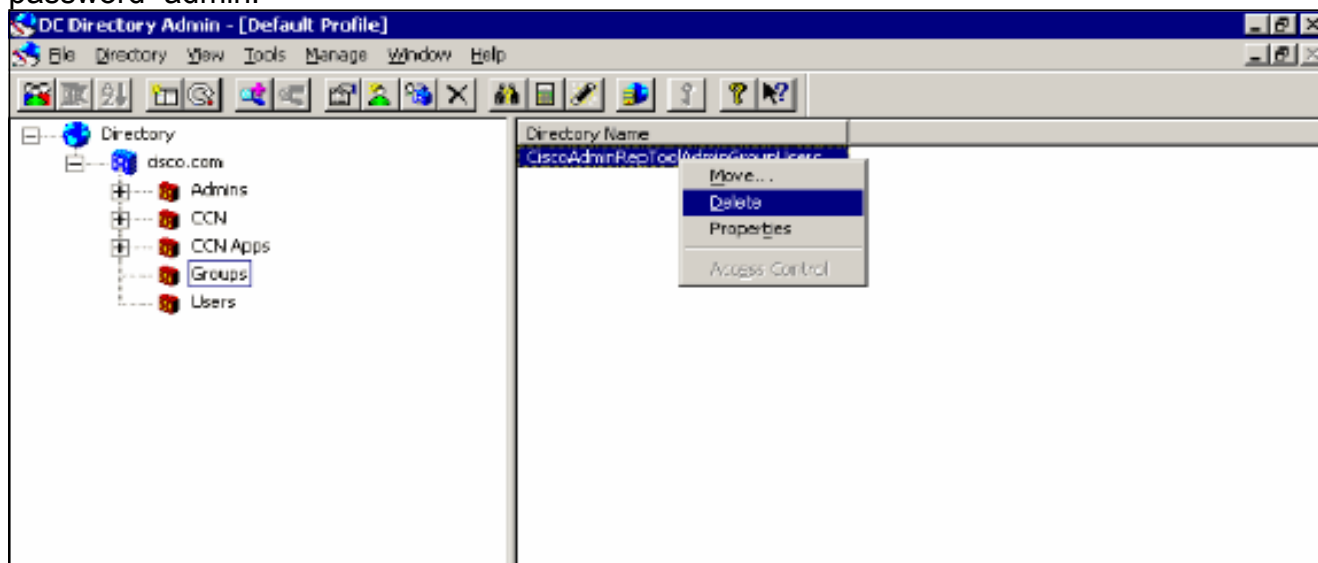 password "admin."
DC Directory Admin - [Default Profile]
File Directory View Tools Manage Window Help
Directory
cisco.com
Admins
CCN
CCN Apps
Groups
Users
Directory Name
CiscoAdminRepToolAdminGroupUsers
Move...
Delete
Properties
Access Control